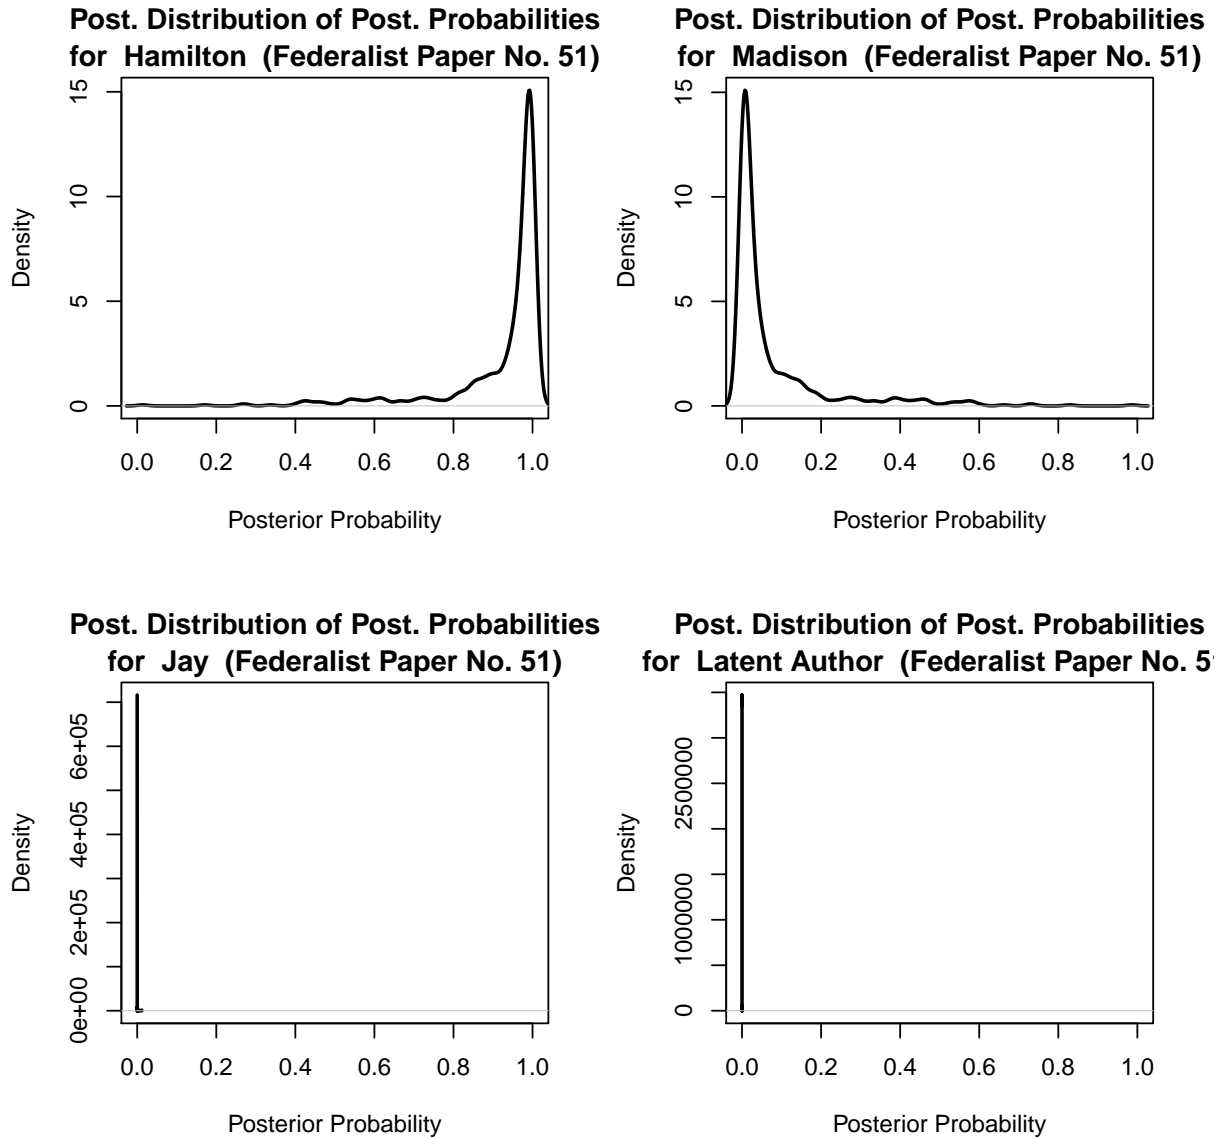 Post. Distribution of Post. Probabilities
for Hamilton (Federalist Paper No. 51)
Density
15
10
5
0
0.0 0.2 0.4 0.6 0.8 1.0
Posterior Probability
Post. Distribution of Post. Probabilities
for Madison (Federalist Paper No. 51)
Density
15
10
5
0
0.0 0.2 0.4 0.6 0.8 1.0
Posterior Probability
Post. Distribution of Post. Probabilities
for Jay (Federalist Paper No. 51)
Density
6e+05
4e+05
2e+05
0e+00
0.0 0.2 0.4 0.6 0.8 1.0
Posterior Probability
Post. Distribution of Post. Probabilities
for Latent Author (Federalist Paper No. 51
Density
2500000
1000000
0
0.0 0.2 0.4 0.6 0.8 1.0
Posterior Probability